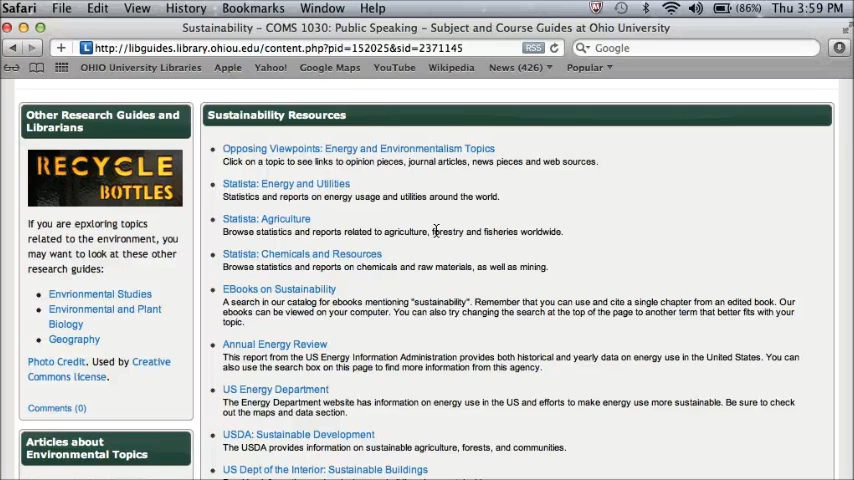 Safari File Edit View History Bookmarks Window Help (86%) Thu 3:59 PM
Sustainability - COMS 1030: Public Speaking - Subject and Course Guides at Ohio University
http://libguides.library.ohiou.edu/content.php?pid=152025&sid=2371145 RSS Google
OHIO University Libraries Apple Yahoo! Google Maps YouTube Wikipedia News (426) Popular
Other Research Guides and
Librarians
RECYCLE
BOTTLES
If you are epxloring topics
related to the environment, you
may want to look at these other
research guides:
Envrionmental Studies
Environmental and Plant
Biology
Geography
Photo Credit. Used by Creative
Commons license.
Comments (0)
Articles about
Environmental Topics
Sustainability Resources
Opposing Viewpoints: Energy and Environmentalism Topics
Click on a topic to see links to opinion pieces, journal articles, news pieces and web sources.
Statista: Energy and Utilities
Statistics and reports on energy usage and utilities around the world.
Statista: Agriculture
Browse statistics and reports related to agriculture, forestry and fisheries worldwide.
Statista: Chemicals and Resources
Browse statistics and reports on chemicals and raw materials, as well as mining.
EBooks on Sustainability
A search in our catalog for ebooks mentioning "sustainability". Remember that you can use and cite a single chapter from an edited book. Our
ebooks can be viewed on your computer. You can also try changing the search at the top of the page to another term that better fits with your
topic.
Annual Energy Review
This report from the US Energy Information Administration provides both historical and yearly data on energy use in the United States. You can
also use the search box on this page to find more information from this agency.
US Energy Department
The Energy Department website has information on energy use in the US and efforts to make energy use more sustainable. Be sure to check
out the maps and data section.
USDA: Sustainable Development
The USDA provides information on sustainable agriculture, forests, and communities.
US Dept of the Interior: Sustainable Buildings